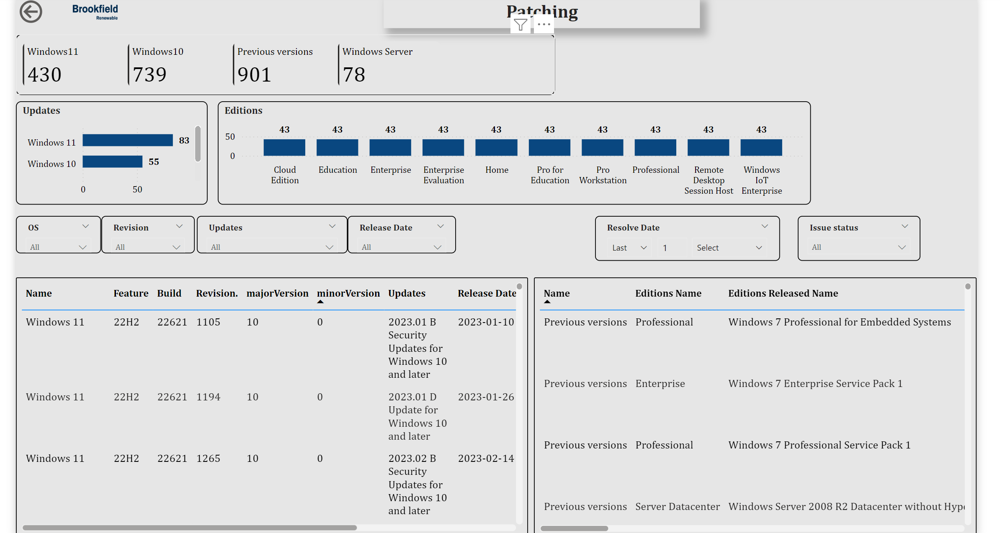 Brookfield
Renewable
Patching
Windows11
430
Windows10
739
Previous versions
901
Windows Server
78
Updates
Windows 11
83
Windows 10
55
0
50
Editions
50
0
43
43
43
43
43
43
43
43
43
43
Cloud
Edition
Education
Enterprise
Enterprise
Evaluation
Home
Pro for
Education
Pro
Workstation
Professional
Remote
Desktop
Session Host
Windows
IoT
Enterprise
OS
All
Revision
All
Updates
All
Release Date
All
Resolve Date
Last
1
Select
Issue status
All
Name Feature Build Revision. majorVersion minorVersion Updates Release Date
Windows 11 22H2 22621 1105 10 0 2023.01 B 2023-01-10
Security
Updates for
Windows 10
and later
Windows 11 22H2 22621 1194 10 0 2023.01 D 2023-01-26
Update for
Windows 10
and later
Windows 11 22H2 22621 1265 10 0 2023.02 B 2023-02-14
Security
Updates for
Windows 10
and later
Name Editions Name Editions Released Name
Previous versions Professional Windows 7 Professional for Embedded Systems
Previous versions Enterprise Windows 7 Enterprise Service Pack 1
Previous versions Professional Windows 7 Professional Service Pack 1
Previous versions Server Datacenter Windows Server 2008 R2 Datacenter without